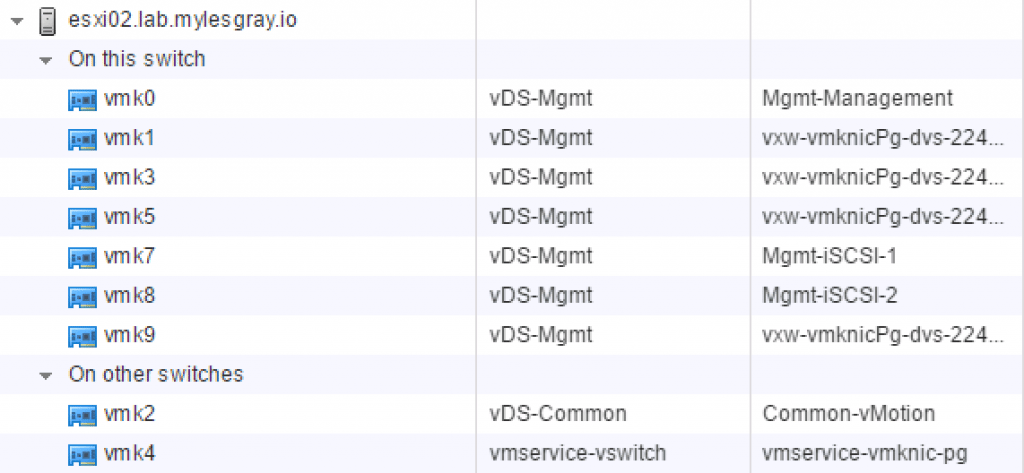 esxi02.lab.mylesgray.io
On this switch
vmk0 vDS-Mgmt Mgmt-Management
vmk1 vDS-Mgmt vxw-vmknicPg-dvs-224...
vmk3 vDS-Mgmt vxw-vmknicPg-dvs-224...
vmk5 vDS-Mgmt vxw-vmknicPg-dvs-224...
vmk7 vDS-Mgmt Mgmt-iSCSI-1
vmk8 vDS-Mgmt Mgmt-iSCSI-2
vmk9 vDS-Mgmt vxw-vmknicPg-dvs-224...
On other switches
vmk2 vDS-Common Common-vMotion
vmk4 vmservice-vswitch vmservice-vmknic-pg